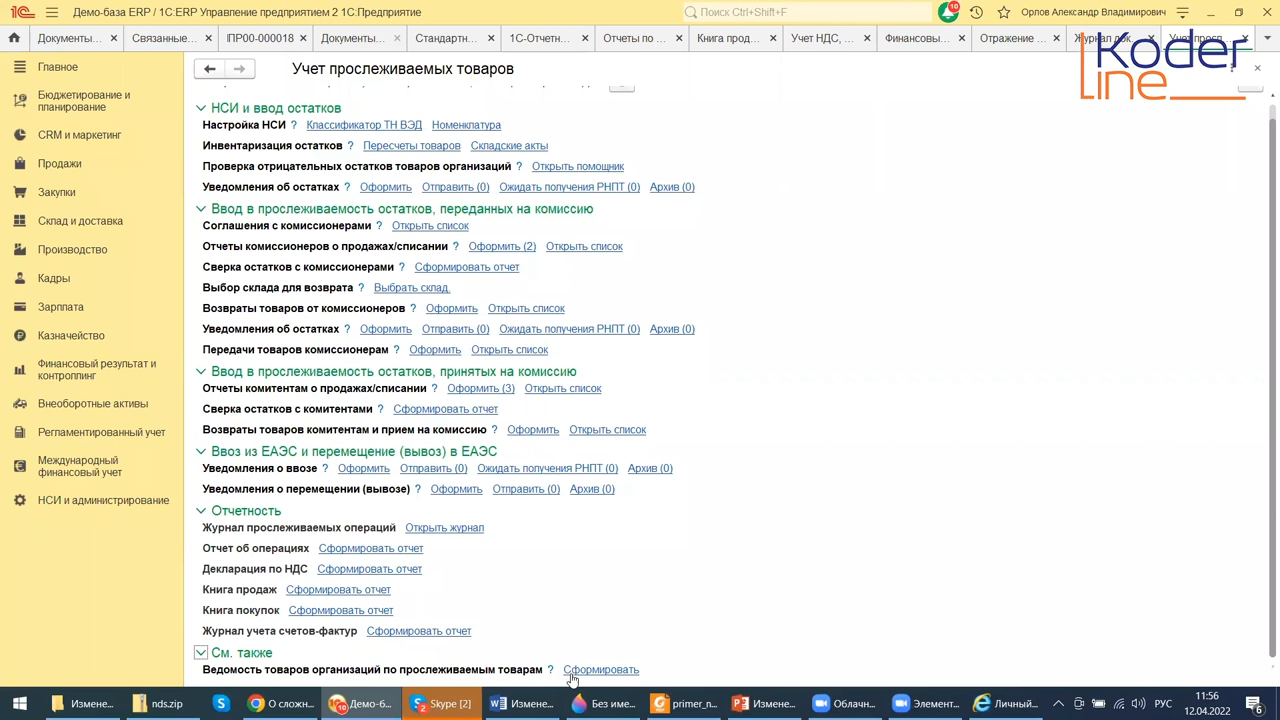 Демо-база ERP / 1С:ERP Управление предприятием 2 1С:Предприятие
Поиск Ctrl+Shift+F
10
Орлов Александр Владимирович
Документы...
Связанные...
IПР00-000018
Документы...
Стандартн...
1С-Отчетн...
Отчеты по ...
Книга прод...
Учет НДС, ...
Финансовы...
Отражение ...
Журнал док...
Учет просл...
Koder
line
Главное
Бюджетирование и
планирование
CRM и маркетинг
Продажи
Закупки
Склад и доставка
Производство
Кадры
Зарплата
Казначейство
Финансовый результат и
контроллинг
Внеоборотные активы
Регламентированный учет
Международный
финансовый учет
НСИ и администрирование
Учет прослеживаемых товаров
НСИ и ввод остатков
Настройка НСИ ? Классификатор ТН ВЭД Номенклатура
Инвентаризация остатков ? Пересчеты товаров Складские акты
Проверка отрицательных остатков товаров организаций ? Открыть помощник
Уведомления об остатках ? Оформить Отправить (0) Ожидать получения РНПТ (0) Архив (0)
Ввод в прослеживаемость остатков, переданных на комиссию
Соглашения с комиссионерами ? Открыть список
Отчеты комиссионеров о продажах/списании ? Оформить (2) Открыть список
Сверка остатков с комиссионерами ? Сформировать отчет
Выбор склада для возврата ? Выбрать склад.
Возвраты товаров от комиссионеров ? Оформить Открыть список
Уведомления об остатках ? Оформить Отправить (0) Ожидать получения РНПТ (0) Архив (0)
Передачи товаров комиссионерам ? Оформить Открыть список
Ввод в прослеживаемость остатков, принятых на комиссию
Отчеты комитентам о продажах/списании ? Оформить (3) Открыть список
Сверка остатков с комитентами ? Сформировать отчет
Возвраты товаров комитентам и прием на комиссию ? Оформить Открыть список
Ввоз из ЕАЭС и перемещение (вывоз) в ЕАЭС
Уведомления о ввозе ? Оформить Отправить (0) Ожидать получения РНПТ (0) Архив (0)
Уведомления о перемещении (вывозе) ? Оформить Отправить (0) Архив (0)
Отчетность
Журнал прослеживаемых операций Открыть журнал
Отчет об операциях Сформировать отчет
Декларация по НДС Сформировать отчет
Книга продаж Сформировать отчет
Книга покупок Сформировать отчет
Журнал учета счетов-фактур Сформировать отчет
См. также
Ведомость товаров организаций по прослеживаемым товарам ? Сформировать
Измене...
nds.zip
О сложн...
Демо-б...
Skype [2]
Измене...
Без име...
primer_n...
Измене...
Облачн...
Элемент...
Личный...
РУС
11:56
12.04.2022
6